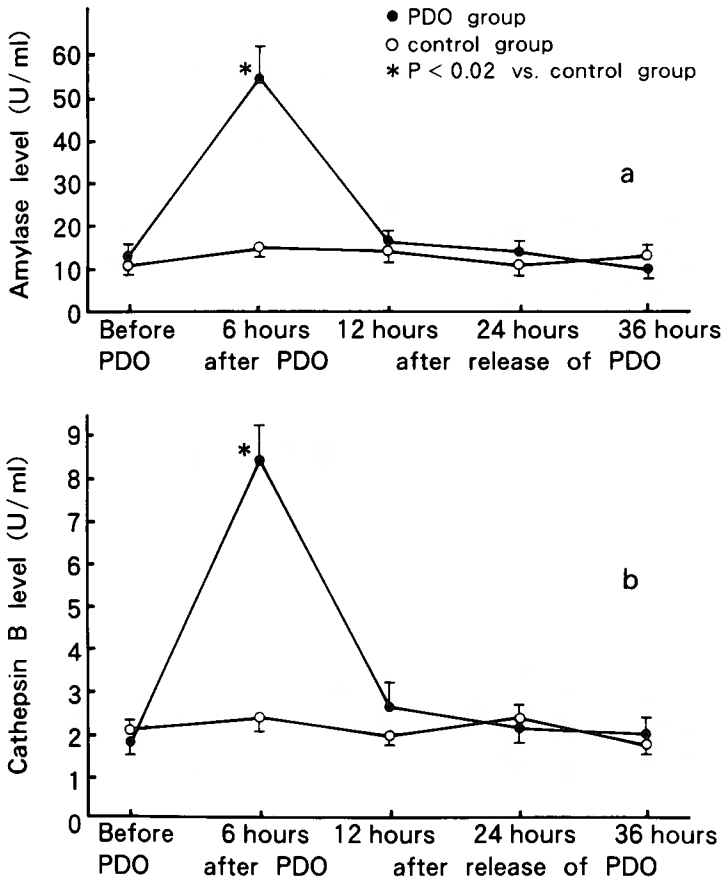 ● PDO group
○ control group
* P < 0.02 vs. control group
Amylase level (U/ml)
60
50
40
30
20
10
0
*
a
Before 6 hours 12 hours 24 hours 36 hours
PDO after PDO after release of PDO
Cathepsin B level (U/ml)
9
8
7
6
5
4
3
2
1
0
*
b
Before 6 hours 12 hours 24 hours 36 hours
PDO after PDO after release of PDO